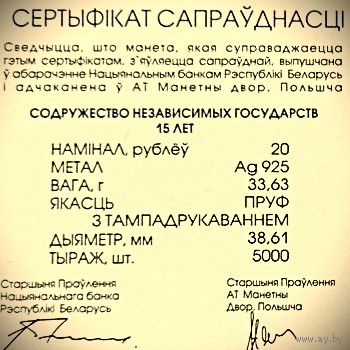 СЕРТЫФІКАТ САПРАЎДНАСЦІ
Сведчыцца, што манета, якая суправаджаецца
гэтым сертыфікатам, з'яўляецца сапраўднай, выпушчана
ў абарачэнне Нацыянальным банкам Рэспублікі Беларусь
і адчаканена ў АТ Манетны двор, Польшча
СОДРУЖЕСТВО НЕЗАВИСИМЫХ ГОСУДАРСТВ
15 ЛЕТ
НАМІНАЛ, рублёў 20
МЕТАЛ Ag 925
ВАГА, г 33,63
ЯКАСЦЬ ПРУФ
З ТАМПАДРУКАВАННЕМ
ДЫЯМЕТР, мм 38,61
ТЫРАЖ, шт. 5000
Старшыня Праўлення
Нацыянальнага банка
Рэспублікі Беларусь
Старшыня Праўлення
АТ Манетны
Двор, Польшча
www.ay.by